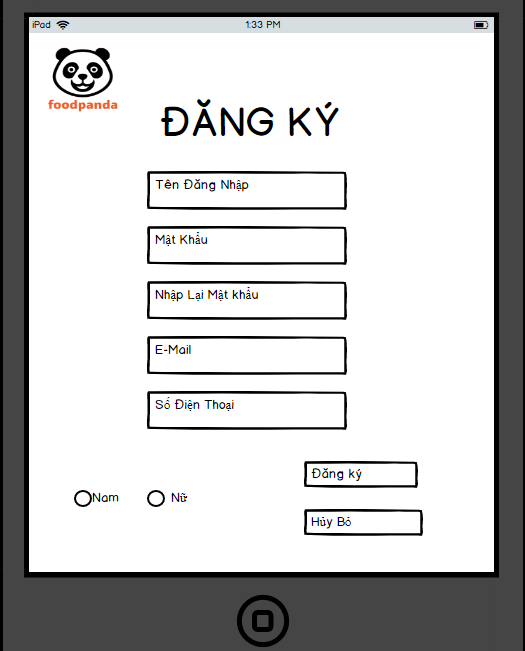 iPad 1:33 PM
foodpanda
ĐĂNG KÝ
Tên Đăng Nhập
Mật Khẩu
Nhập Lại Mật khẩu
E-Mail
Số Điện Thoại
Đăng ký
Nam Nữ
Hủy Bỏ